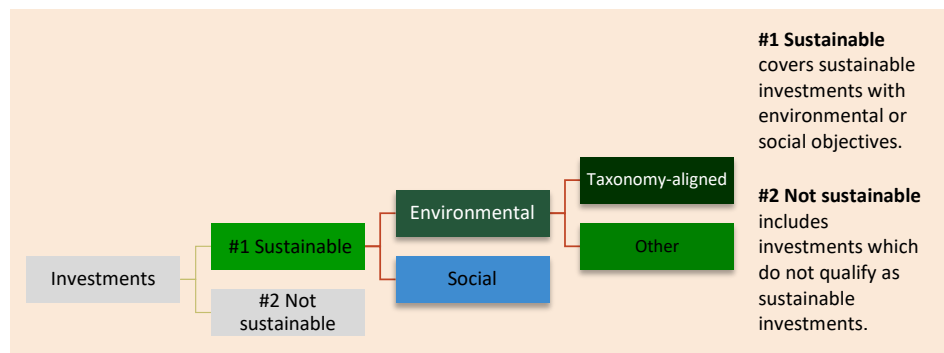 Investments
#1 Sustainable
#2 Not
sustainable
Environmental
Social
Taxonomy-aligned
Other
#1 Sustainable
covers sustainable
investments with
environmental or
social objectives.
#2 Not sustainable
includes
investments which
do not qualify as
sustainable
investments.